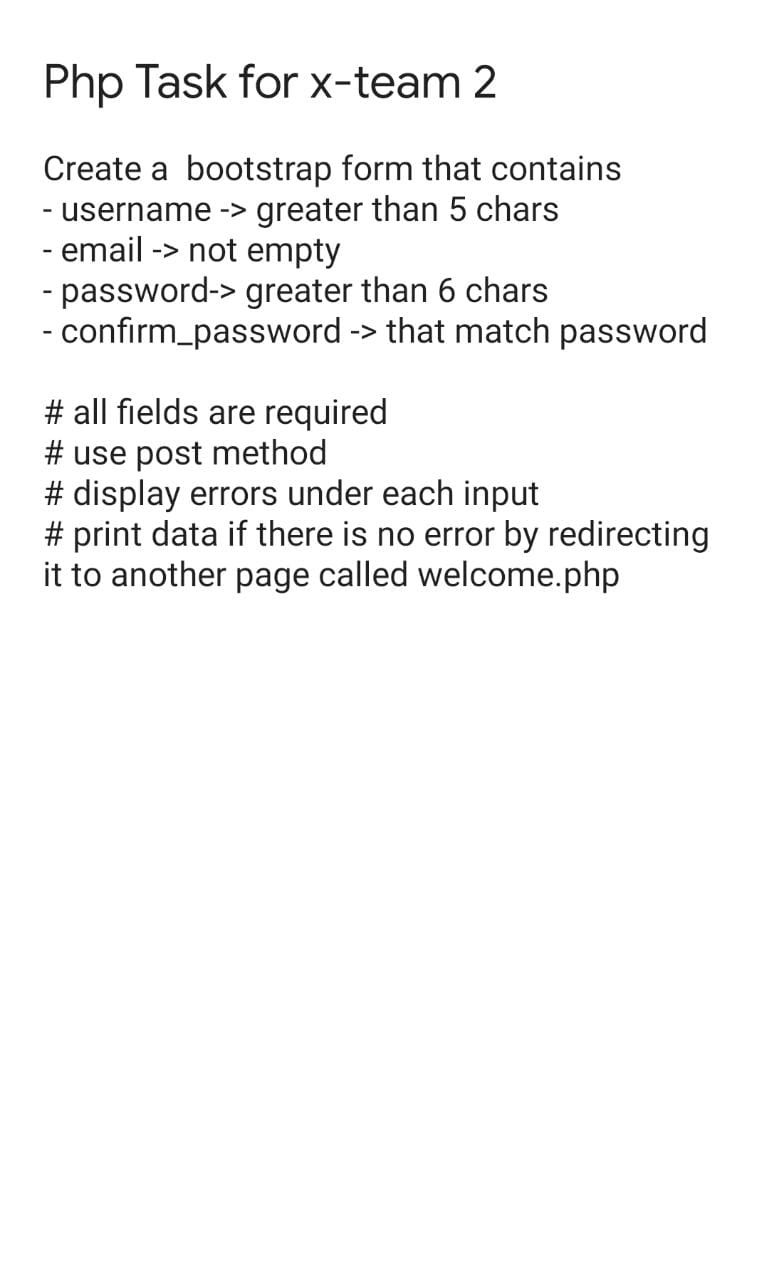 Php Task for x-team 2
Create a  bootstrap form that contains
- username -> greater than 5 chars
- email -> not empty
- password-> greater than 6 chars
- confirm_password -> that match password
# all fields are required
# use post method
# display errors under each input
# print data if there is no error by redirecting
it to another page called welcome.php